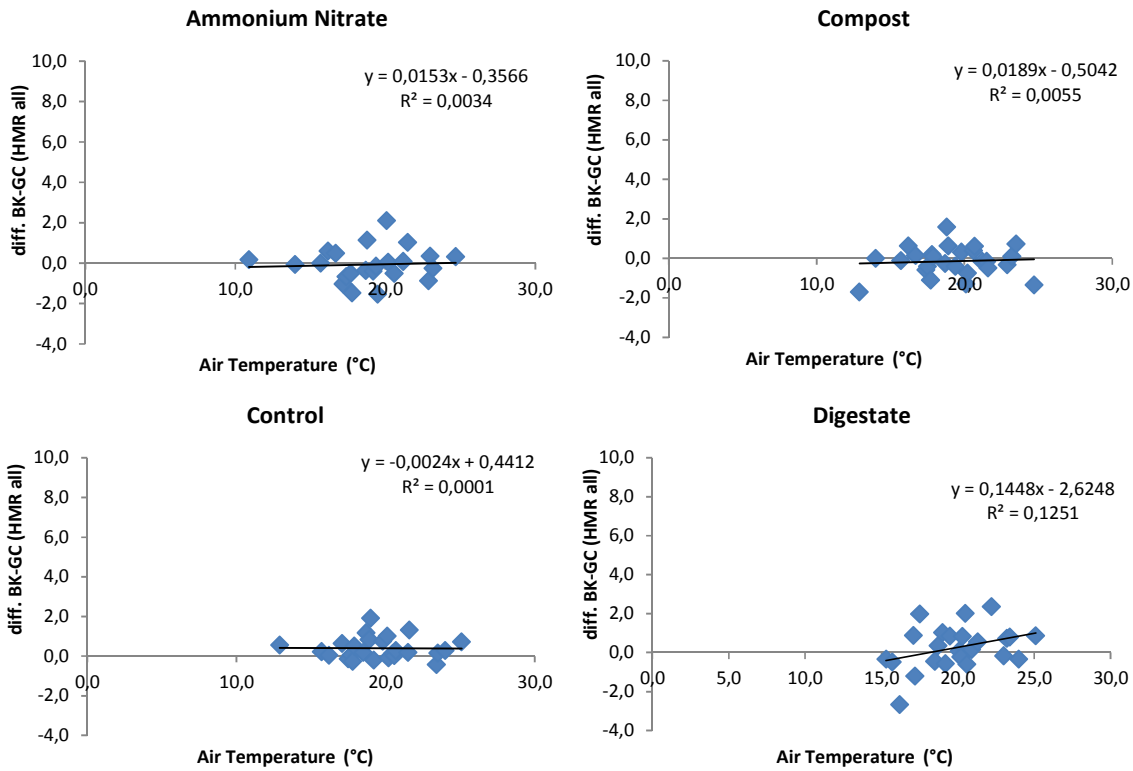 Ammonium Nitrate
y = 0,0153x - 0,3566
R² = 0,0034
diff. BK-GC (HMR all)
10,0
8,0
6,0
4,0
2,0
0,0
-2,0
-4,0
0,0 10,0 20,0 30,0
Air Temperature (°C)
Compost
y = 0,0189x - 0,5042
R² = 0,0055
diff. BK-GC (HMR all)
10,0
8,0
6,0
4,0
2,0
0,0
-2,0
-4,0
0,0 10,0 20,0 30,0
Air Temperature (°C)
Control
y = -0,0024x + 0,4412
R² = 0,0001
diff. BK-GC (HMR all)
10,0
8,0
6,0
4,0
2,0
0,0
-2,0
-4,0
0,0 10,0 20,0 30,0
Air Temperature (°C)
Digestate
y = 0,1448x - 2,6248
R² = 0,1251
diff. BK-GC (HMR all)
10,0
8,0
6,0
4,0
2,0
0,0
-2,0
-4,0
0,0 5,0 10,0 15,0 20,0 25,0 30,0
Air Temperature (°C)